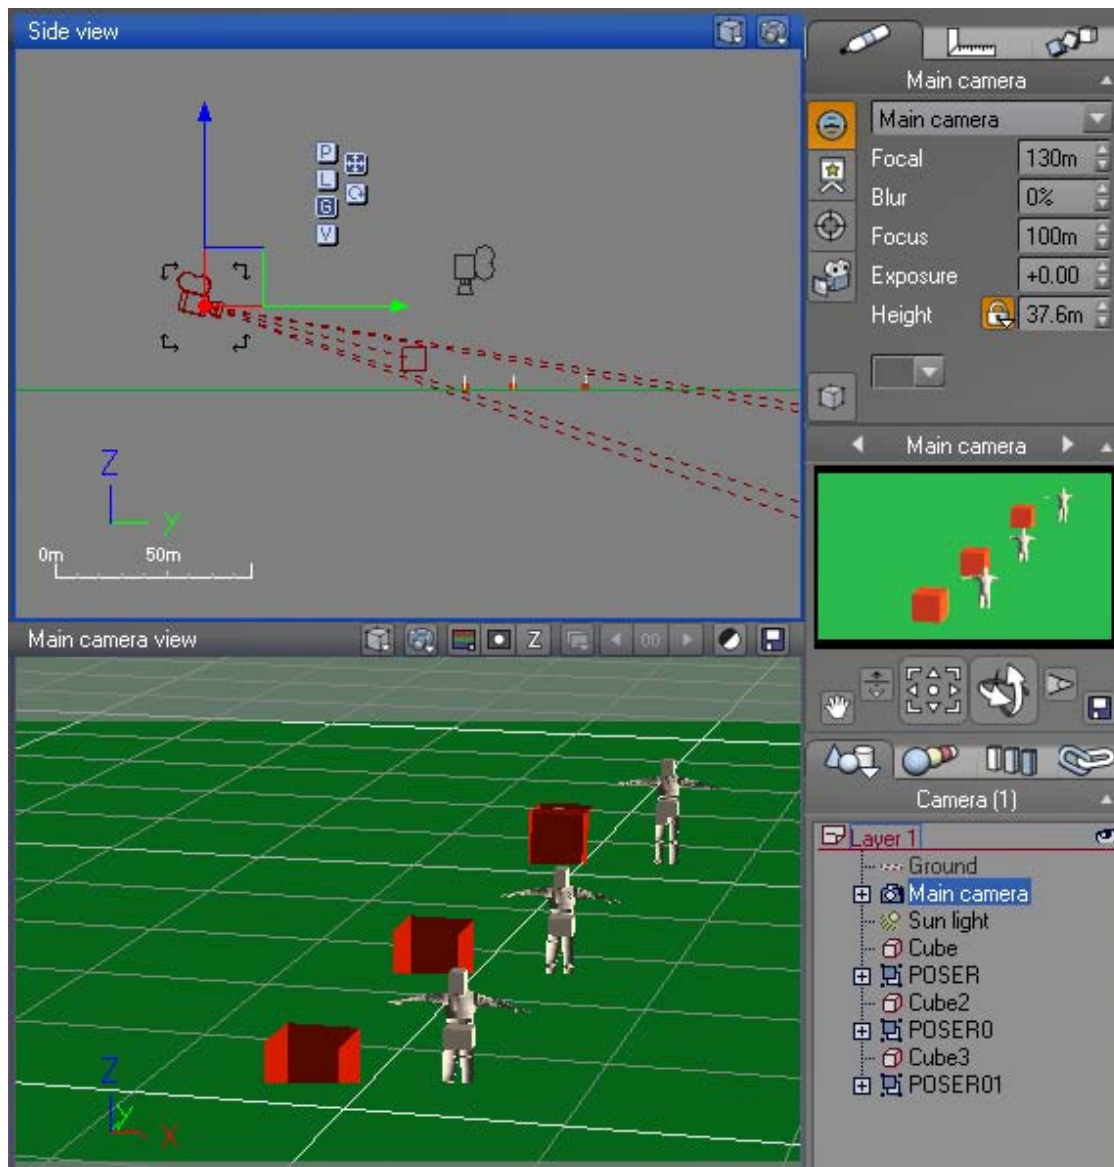 Side view
P
L
G
V
Z
Y
0m 50m
Main camera view
Z
00
Z
Y
X
Main camera
Main camera
Focal 130m
Blur 0%
Focus 100m
Exposure +0.00
Height 37.6m
Main camera
Camera (1)
Layer 1
Ground
Main camera
Sun light
Cube
POSER
Cube2
POSER0
Cube3
POSER01